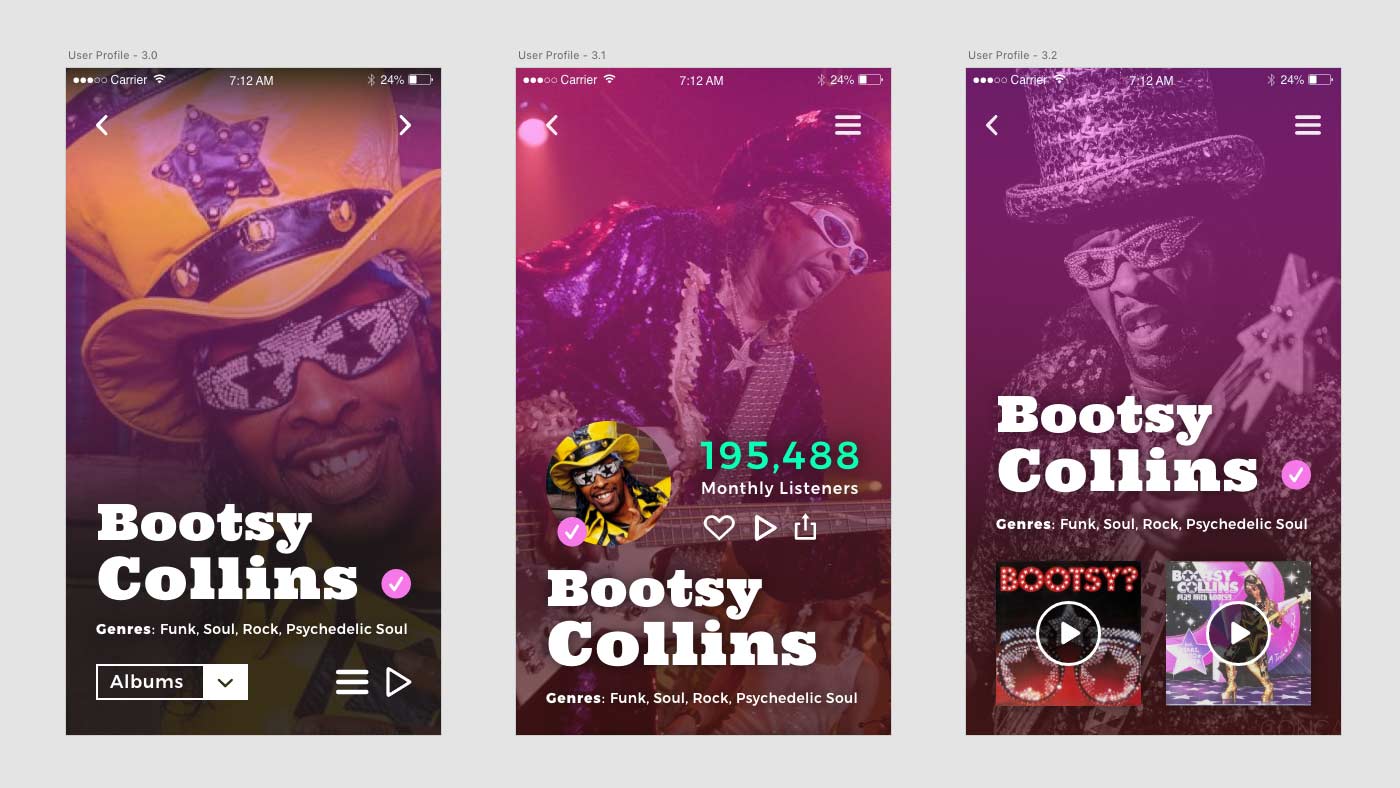 User Profile - 3.0
●●●○○ Carrier 7:12 AM 24%
Bootsy
Collins
Genres: Funk, Soul, Rock, Psychedelic Soul
Albums
User Profile - 3.1
●●●○○ Carrier 7:12 AM 24%
195,488
Monthly Listeners
Bootsy
Collins
Genres: Funk, Soul, Rock, Psychedelic Soul
User Profile - 3.2
●●●○○ Carrier 7:12 AM 24%
Bootsy
Collins
Genres: Funk, Soul, Rock, Psychedelic Soul
BOOTSY?
BOOTSY
COLLINS
PLAY WITH BOOTSY